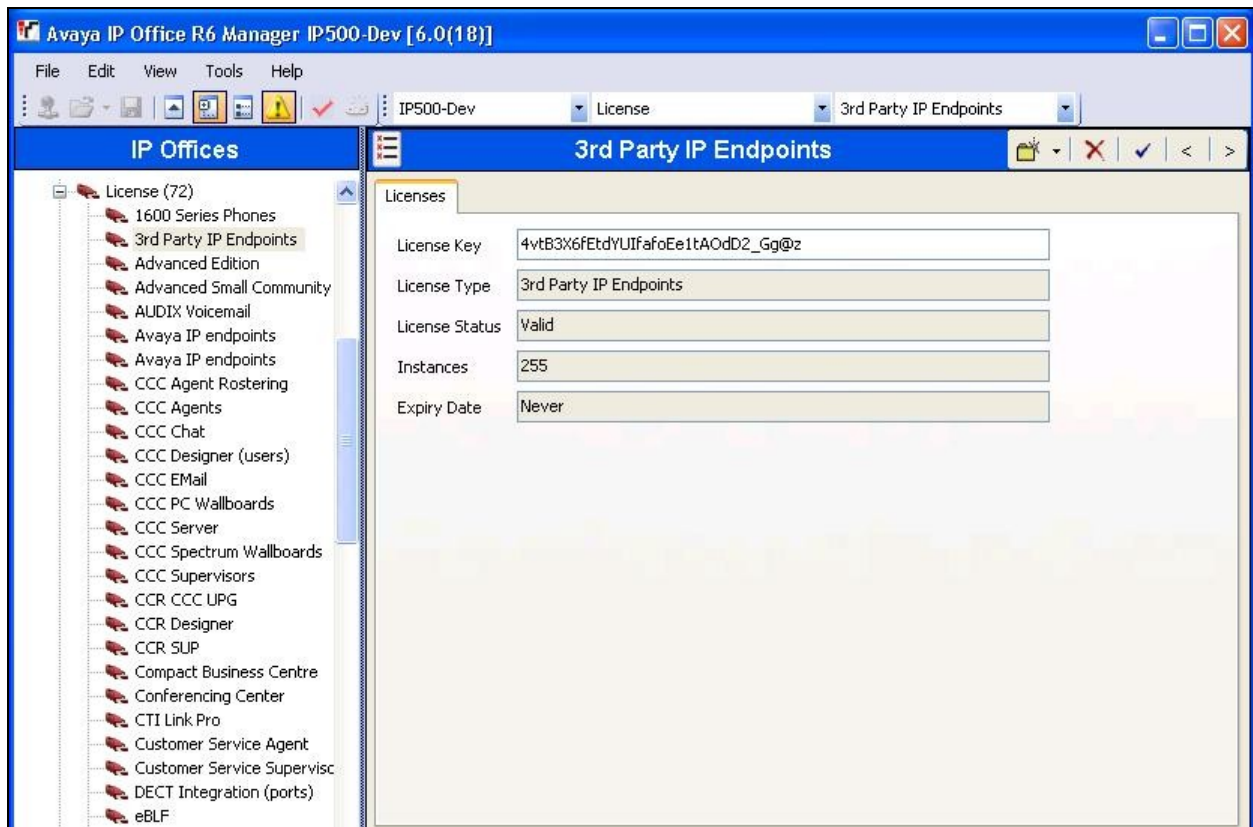 Avaya IP Office R6 Manager IP500-Dev [6.0(18)]
File Edit View Tools Help
IP500-Dev License 3rd Party IP Endpoints
IP Offices
License (72)
1600 Series Phones
3rd Party IP Endpoints
Advanced Edition
Advanced Small Community
AUDIX Voicemail
Avaya IP endpoints
Avaya IP endpoints
CCC Agent Rostering
CCC Agents
CCC Chat
CCC Designer (users)
CCC EMail
CCC PC Wallboards
CCC Server
CCC Spectrum Wallboards
CCC Supervisors
CCR CCC UPG
CCR Designer
CCR SUP
Compact Business Centre
Conferencing Center
CTI Link Pro
Customer Service Agent
Customer Service Supervisc
DECT Integration (ports)
eBLF
3rd Party IP Endpoints
Licenses
License Key 4vtB3X6fEtdYUIfafoEe1tAOdD2_Gg@z
License Type 3rd Party IP Endpoints
License Status Valid
Instances 255
Expiry Date Never